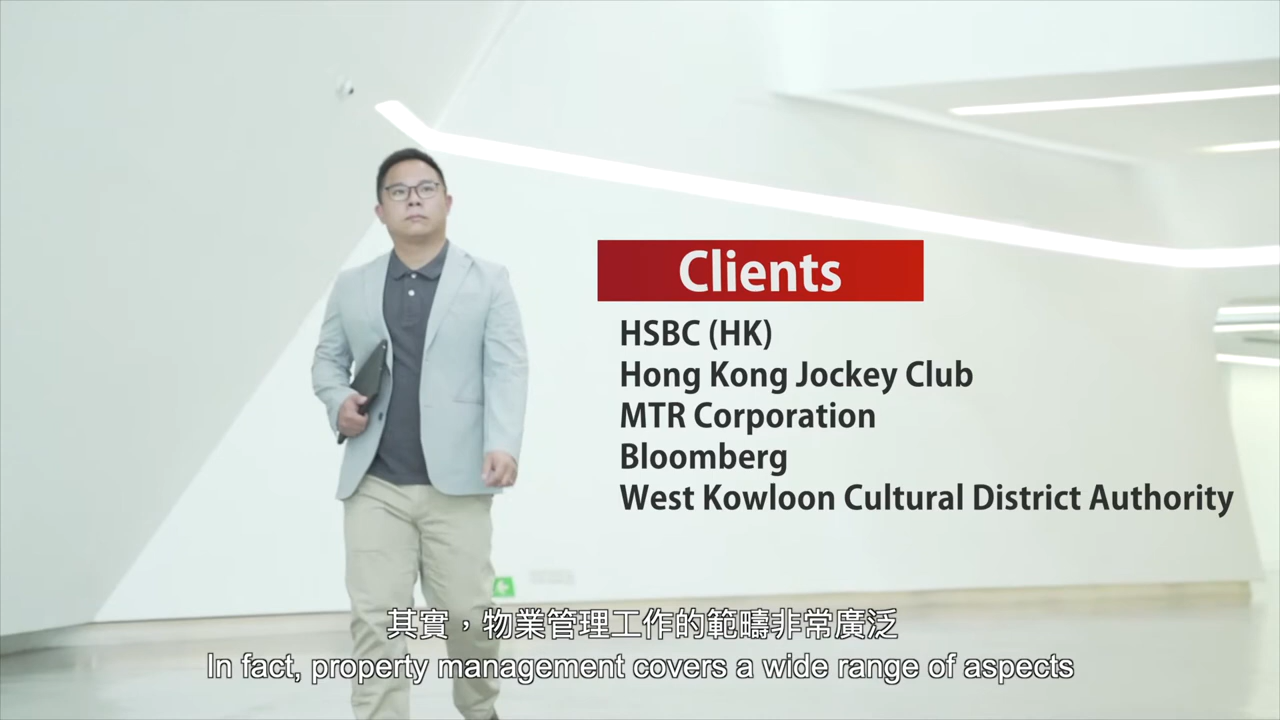 Clients
HSBC (HK)
Hong Kong Jockey Club
MTR Corporation
Bloomberg
West Kowloon Cultural District Authority
其實，物業管理工作的範疇非常廣泛
In fact, property management covers a wide range of aspects